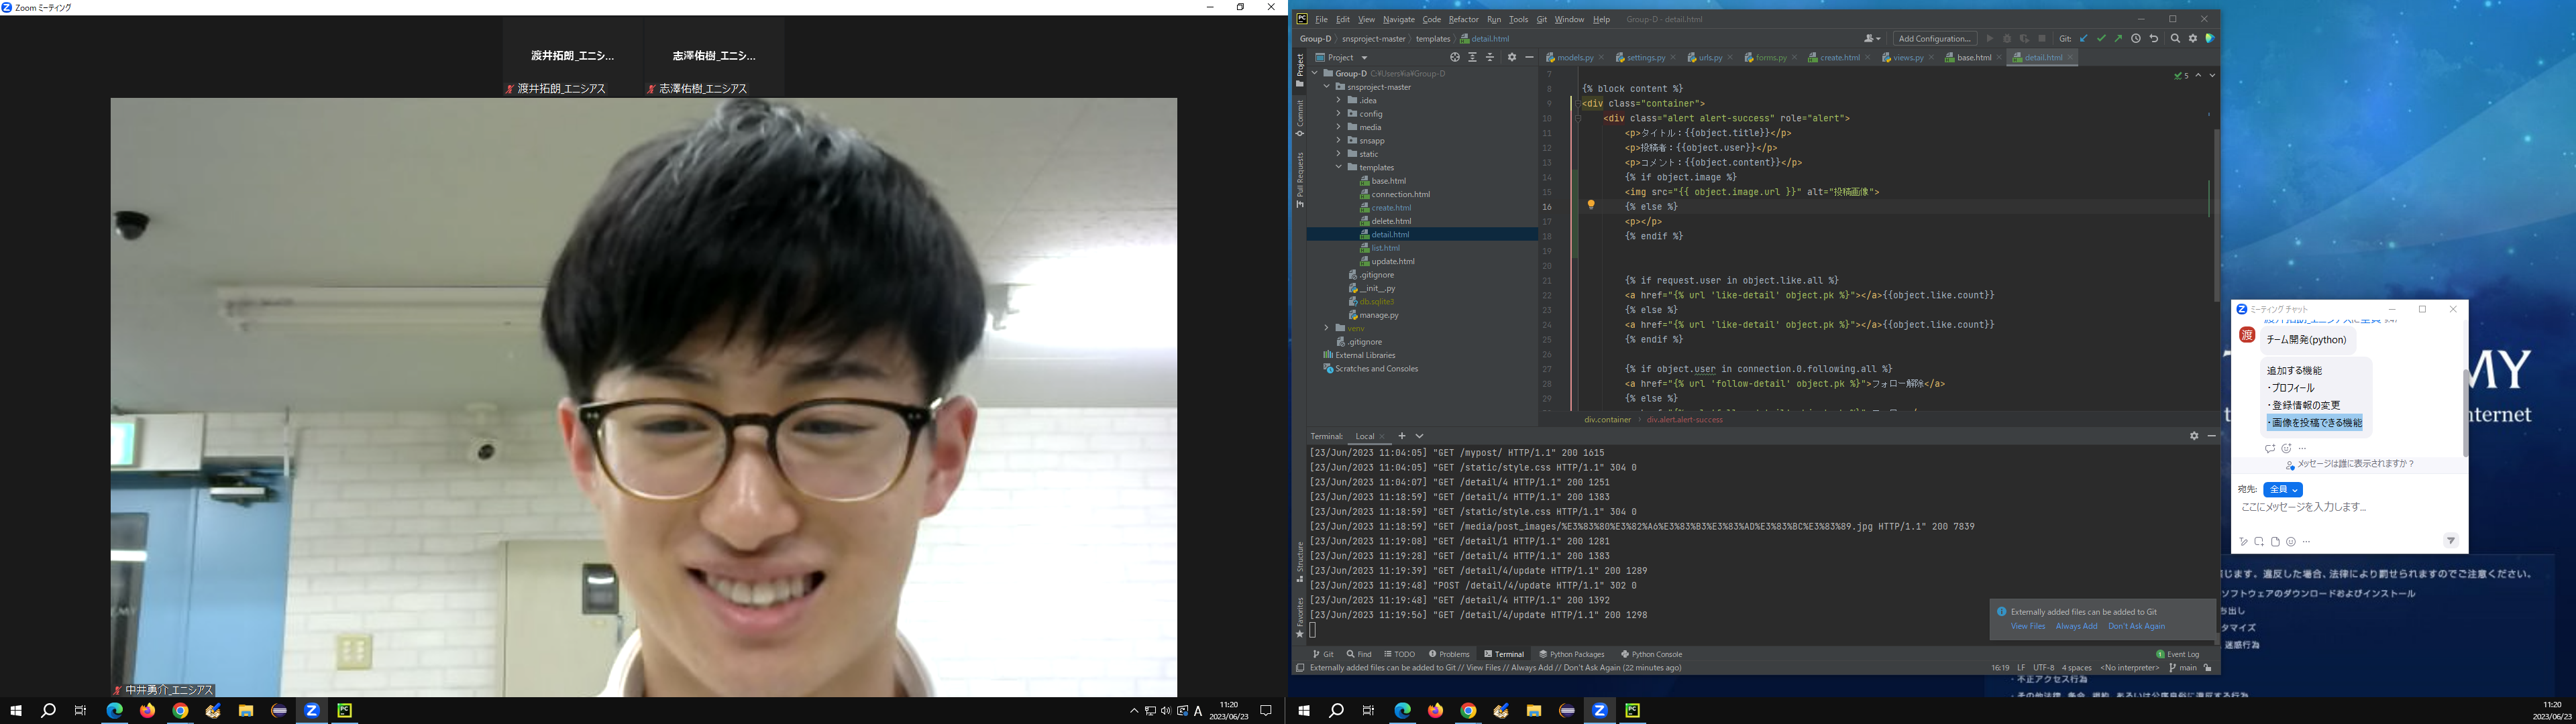 Zoom ミーティング
渡井拓朗_エニシ...
志澤佑樹_エニシ...
渡井拓朗_エニシアス
志澤佑樹_エニシアス
中井勇介_エニシアス
11:20
2023/06/23
File Edit View Navigate Code Refactor Run Tools Git Window Help Group-D - detail.html
Group-D snsproject-master templates detail.html
Add Configuration... Git:
Project
models.py settings.py urls.py forms.py create.html views.py base.html detail.html
Project
Commit
Pull Requests
Structure
Favorites
Group-D C:¥Users¥ia¥Group-D
snsproject-master
.idea
config
media
snsapp
static
templates
base.html
connection.html
create.html
delete.html
detail.html
list.html
update.html
.gitignore
__init__.py
db.sqlite3
manage.py
venv
.gitignore
External Libraries
Scratches and Consoles
5
7
8 {% block content %}
9 <div class="container">
10 <div class="alert alert-success" role="alert">
11 <p>タイトル：{{object.title}}</p>
12 <p>投稿者：{{object.user}}</p>
13 <p>コメント：{{object.content}}</p>
14 {% if object.image %}
15 <img src="{{ object.image.url }}" alt="投稿画像">
16 {% else %}
17 <p></p>
18 {% endif %}
19
20
21 {% if request.user in object.like.all %}
22 <a href="{% url 'like-detail' object.pk %}"></a>{{object.like.count}}
23 {% else %}
24 <a href="{% url 'like-detail' object.pk %}"></a>{{object.like.count}}
25 {% endif %}
26
27 {% if object.user in connection.0.following.all %}
28 <a href="{% url 'follow-detail' object.pk %}">フォロー解除</a>
29 {% else %}
div.container div.alert.alert-success
Terminal: Local
[23/Jun/2023 11:04:05] "GET /mypost/ HTTP/1.1" 200 1615
[23/Jun/2023 11:04:05] "GET /static/style.css HTTP/1.1" 304 0
[23/Jun/2023 11:04:07] "GET /detail/4 HTTP/1.1" 200 1251
[23/Jun/2023 11:18:59] "GET /detail/4 HTTP/1.1" 200 1383
[23/Jun/2023 11:18:59] "GET /static/style.css HTTP/1.1" 304 0
[23/Jun/2023 11:18:59] "GET /media/post_images/%E3%83%80%E3%82%A6%E3%83%B3%E3%83%AD%E3%83%BC%E3%83%89.jpg HTTP/1.1" 200 7839
[23/Jun/2023 11:19:08] "GET /detail/1 HTTP/1.1" 200 1281
[23/Jun/2023 11:19:28] "GET /detail/4 HTTP/1.1" 200 1383
[23/Jun/2023 11:19:39] "GET /detail/4/update HTTP/1.1" 200 1289
[23/Jun/2023 11:19:48] "POST /detail/4/update HTTP/1.1" 302 0
[23/Jun/2023 11:19:48] "GET /detail/4 HTTP/1.1" 200 1392
[23/Jun/2023 11:19:56] "GET /detail/4/update HTTP/1.1" 200 1298
Externally added files can be added to Git
View Files Always Add Don't Ask Again
Git Find TODO Problems Terminal Python Packages Python Console Event Log
Externally added files can be added to Git // View Files // Always Add // Don't Ask Again (22 minutes ago)
16:19 LF UTF-8 4 spaces <No interpreter> main
ミーティング チャット
渡
チーム開発(python)
追加する機能
・プロフィール
・登録情報の変更
・画像を投稿できる機能
メッセージは誰に表示されますか？
宛先: 全員
ここにメッセージを入力します...
MY
nternet
じます。違反した場合、法律により罰せられますのでご注意ください。
ソフトウェアのダウンロードおよびインストール
ち出し
タマイズ
迷惑行為
・不正アクセス行為
11:20
2023/06/23